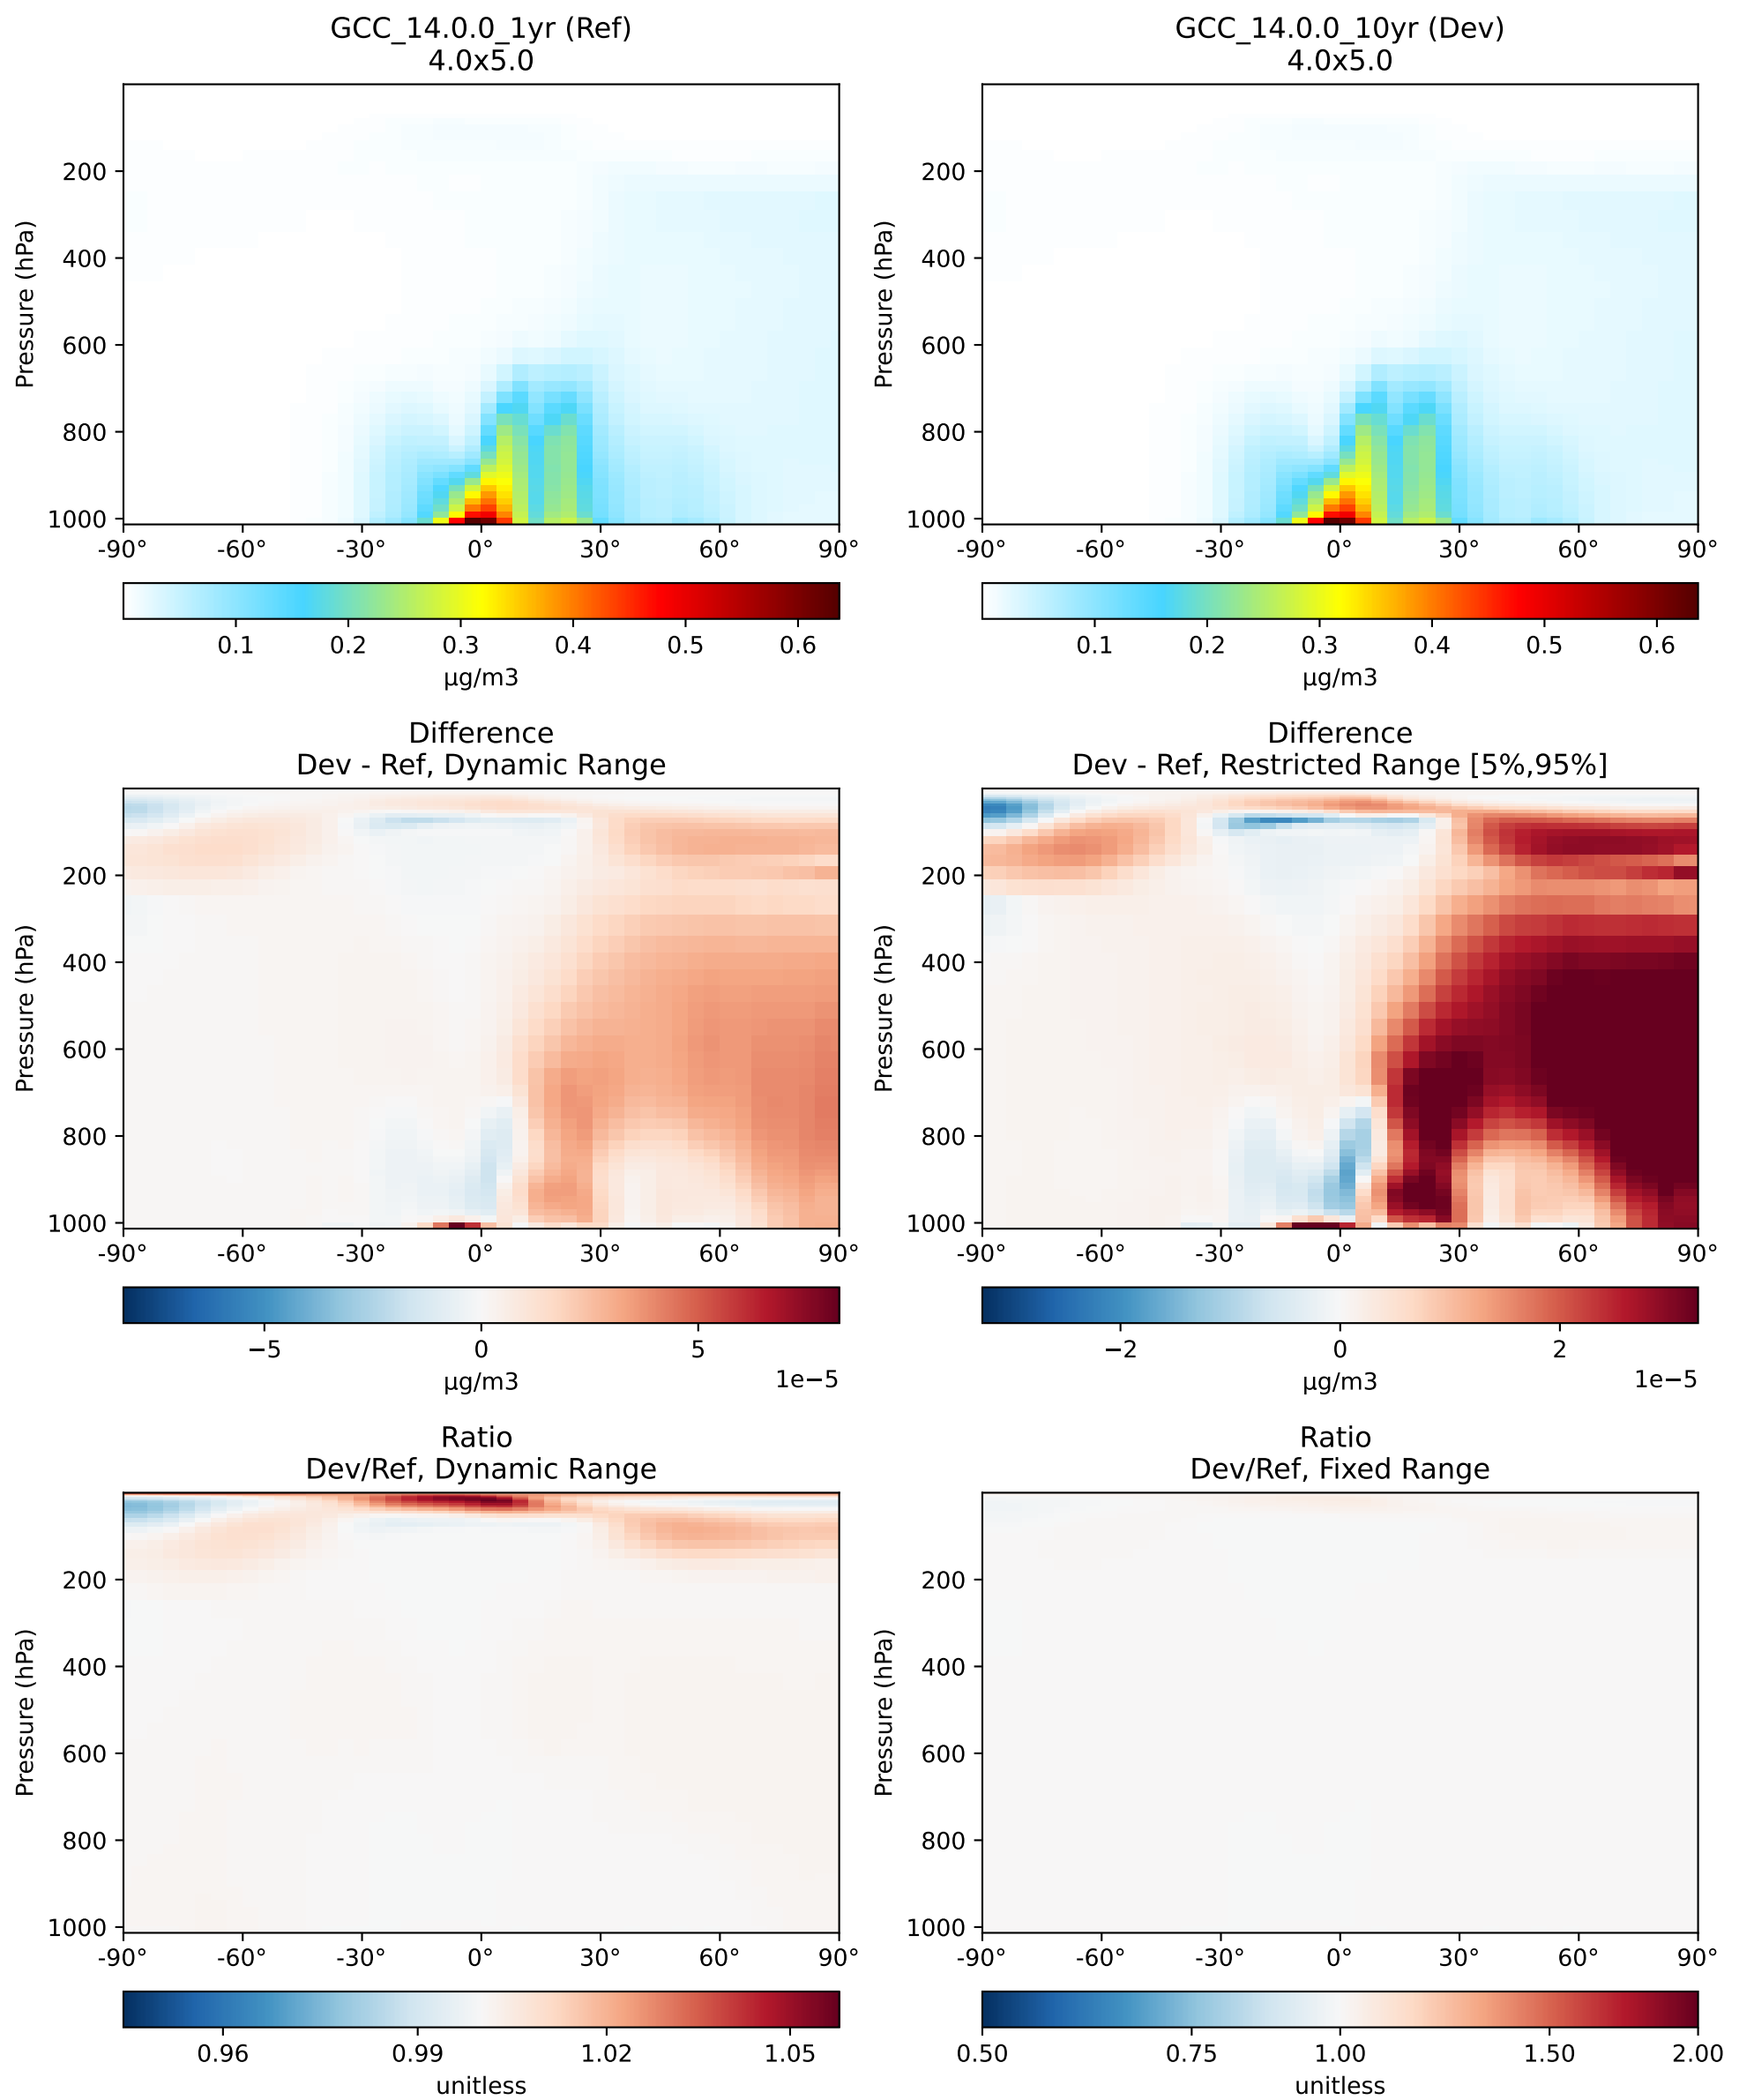 GCC_14.0.0_1yr (Ref)
4.0x5.0
GCC_14.0.0_10yr (Dev)
4.0x5.0
Pressure (hPa)
200
400
600
800
1000
-90° -60° -30° 0° 30° 60° 90°
0.1 0.2 0.3 0.4 0.5 0.6
μg/m3
Pressure (hPa)
200
400
600
800
1000
-90° -60° -30° 0° 30° 60° 90°
0.1 0.2 0.3 0.4 0.5 0.6
μg/m3
Difference
Dev - Ref, Dynamic Range
Pressure (hPa)
200
400
600
800
1000
-90° -60° -30° 0° 30° 60° 90°
−5 0 5
μg/m3 1e−5
Difference
Dev - Ref, Restricted Range [5%,95%]
Pressure (hPa)
200
400
600
800
1000
-90° -60° -30° 0° 30° 60° 90°
−2 0 2
μg/m3 1e−5
Ratio
Dev/Ref, Dynamic Range
Pressure (hPa)
200
400
600
800
1000
-90° -60° -30° 0° 30° 60° 90°
0.96 0.99 1.02 1.05
unitless
Ratio
Dev/Ref, Fixed Range
Pressure (hPa)
200
400
600
800
1000
-90° -60° -30° 0° 30° 60° 90°
0.50 0.75 1.00 1.50 2.00
unitless